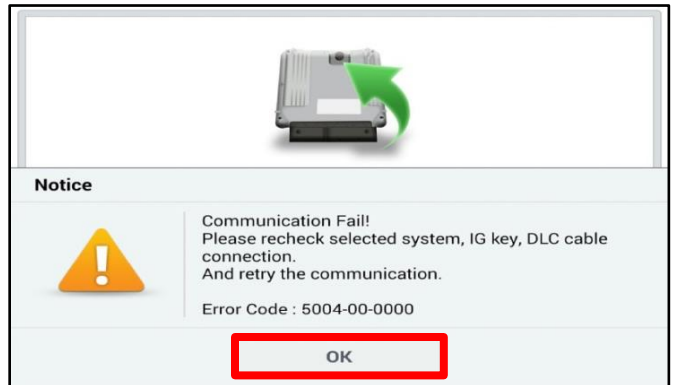 Notice
Communication Fail!
Please recheck selected system, IG key, DLC cable
connection.
And retry the communication.
Error Code : 5004-00-0000
OK